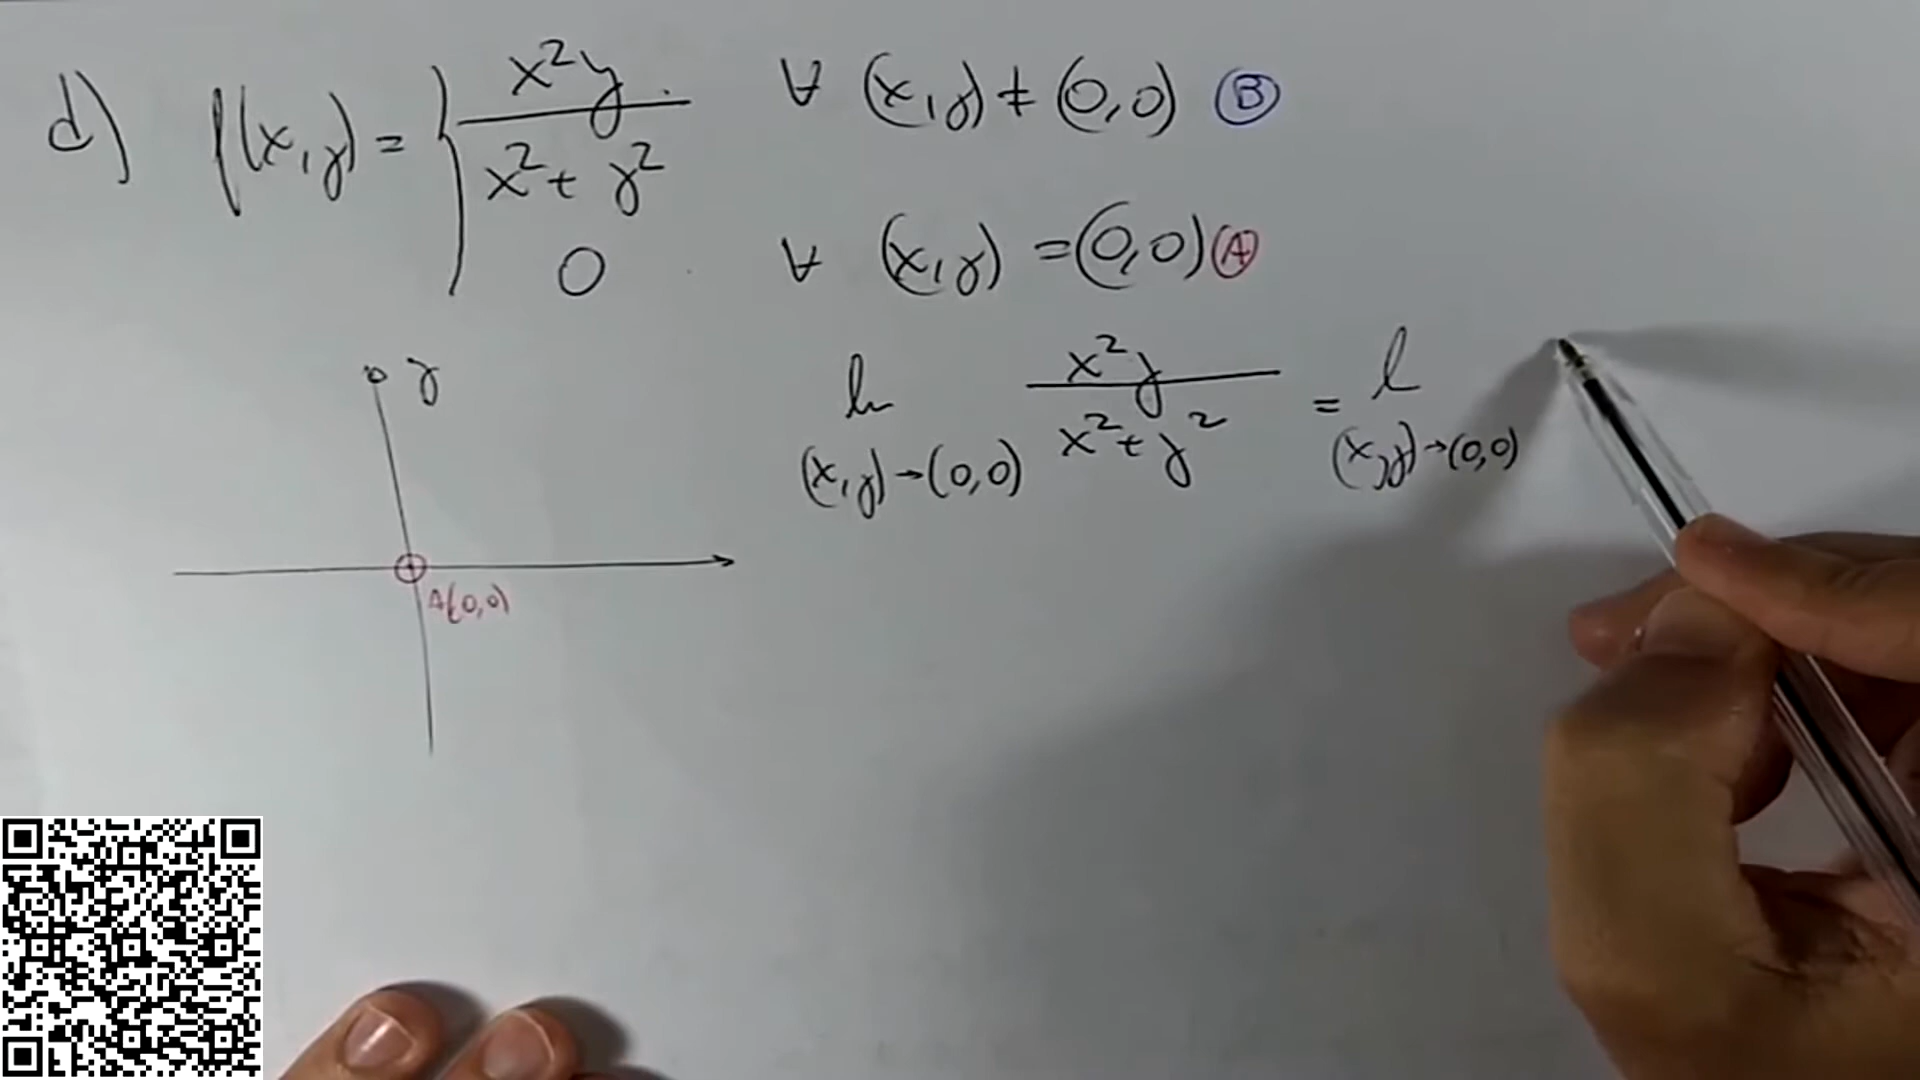 d) f(x,y) = { x²y / x² + y² ∀ (x,y) ≠ (0,0) Ⓑ
0 ∀ (x,y) = (0,0) Ⓐ
y
lim (x,y)→(0,0) x²y / x²+y² = l (x,y)→(0,0)
A(0,0)